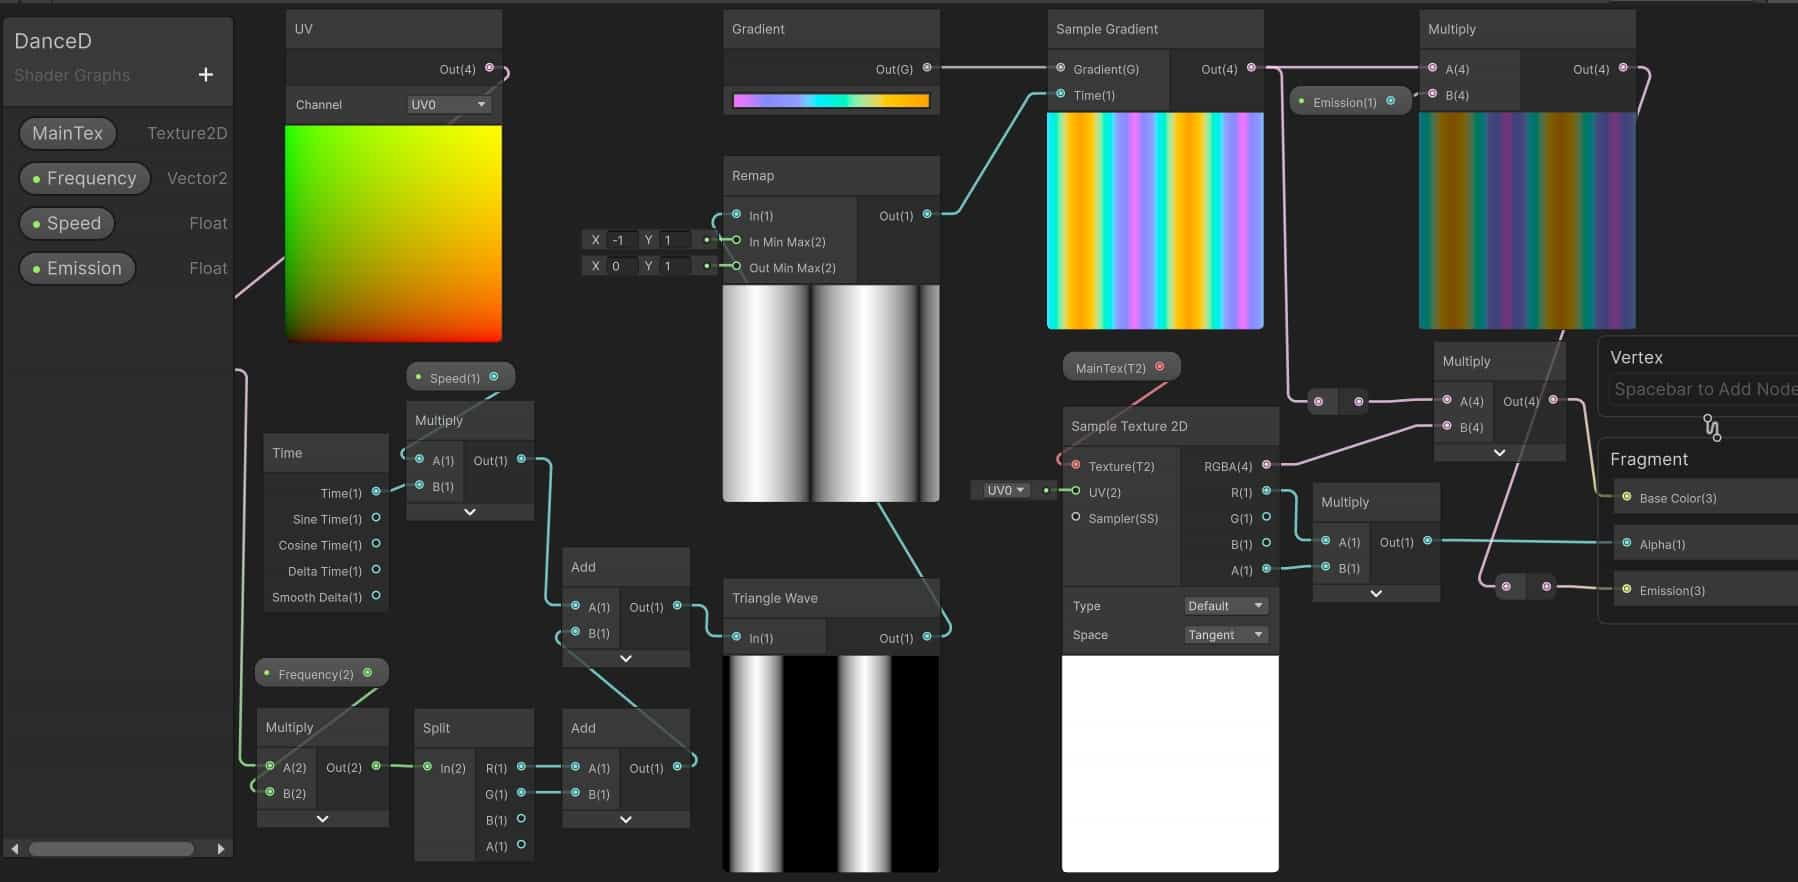 DanceD
Shader Graphs
+
MainTex Texture2D
Frequency Vector2
Speed Float
Emission Float
UV
Out(4)
Channel UV0
Speed(1)
Multiply
A(1) Out(1)
B(1)
Time
Time(1)
Sine Time(1)
Cosine Time(1)
Delta Time(1)
Smooth Delta(1)
Frequency(2)
Multiply
A(2) Out(2)
B(2)
Split
In(2) R(1)
G(1)
B(1)
A(1)
Add
A(1) Out(1)
B(1)
Add
A(1) Out(1)
B(1)
Gradient
Out(G)
Remap
In(1) Out(1)
X -1 Y 1 In Min Max(2)
X 0 Y 1 Out Min Max(2)
Triangle Wave
In(1) Out(1)
Sample Gradient
Gradient(G) Out(4)
Time(1)
MainTex(T2)
Sample Texture 2D
Texture(T2) RGBA(4)
UV0 UV(2) R(1)
Sampler(SS) G(1)
B(1)
A(1)
Type Default
Space Tangent
Emission(1)
Multiply
A(4) Out(4)
B(4)
Multiply
A(4) Out(4)
B(4)
Multiply
A(1) Out(1)
B(1)
Vertex
Spacebar to Add Node
Fragment
Base Color(3)
Alpha(1)
Emission(3)